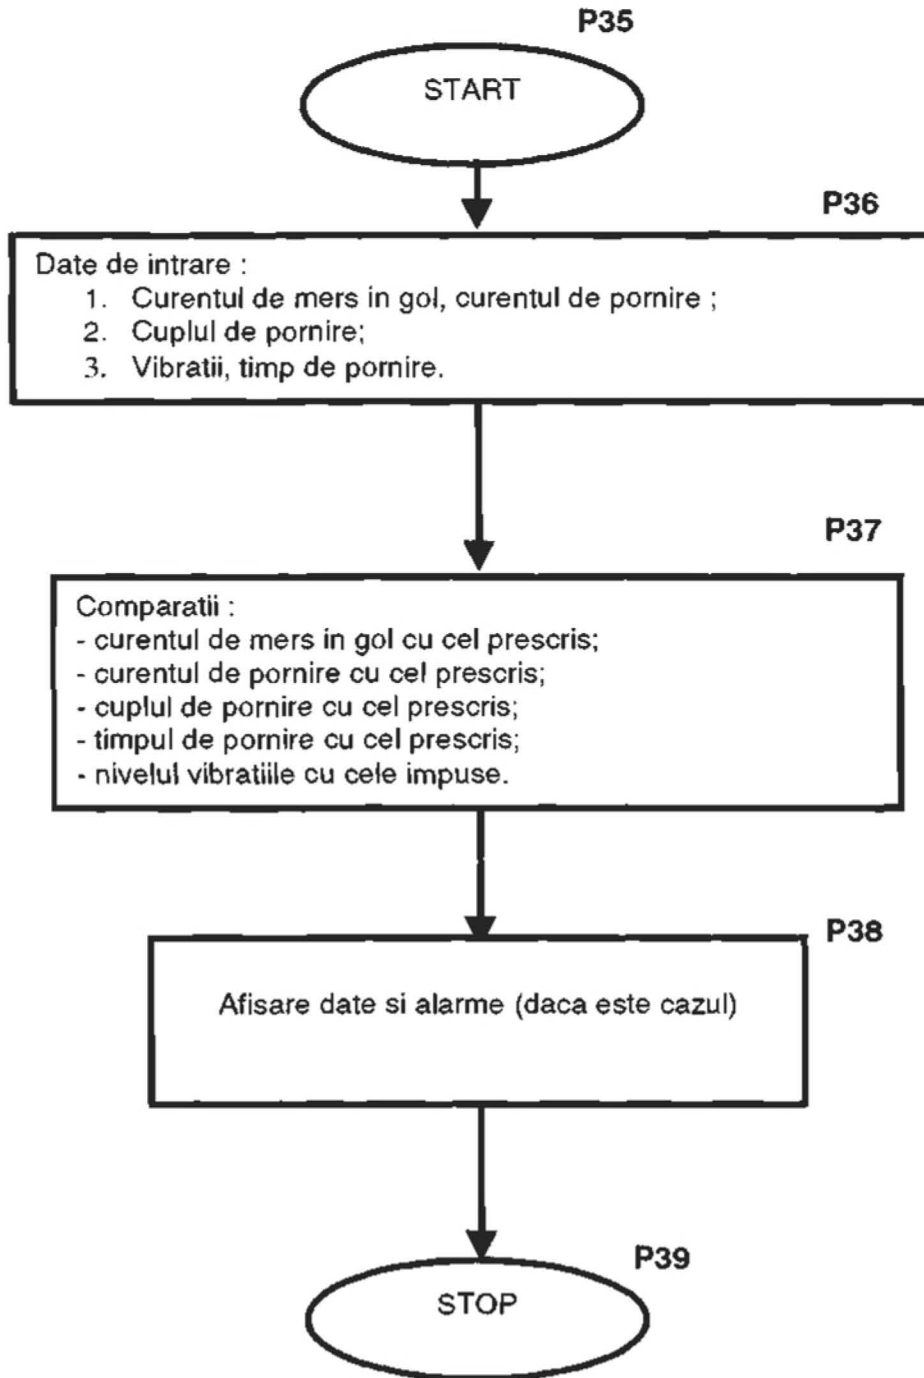 P35
START
P36
Date de intrare :
1. Curentul de mers in gol, curentul de pornire ;
2. Cuplul de pornire;
3. Vibratii, timp de pornire.
P37
Comparatii :
- curentul de mers in gol cu cel prescris;
- curentul de pornire cu cel prescris;
- cuplul de pornire cu cel prescris;
- timpul de pornire cu cel prescris;
- nivelul vibratiile cu cele impuse.
P38
Afisare date si alarme (daca este cazul)
P39
STOP